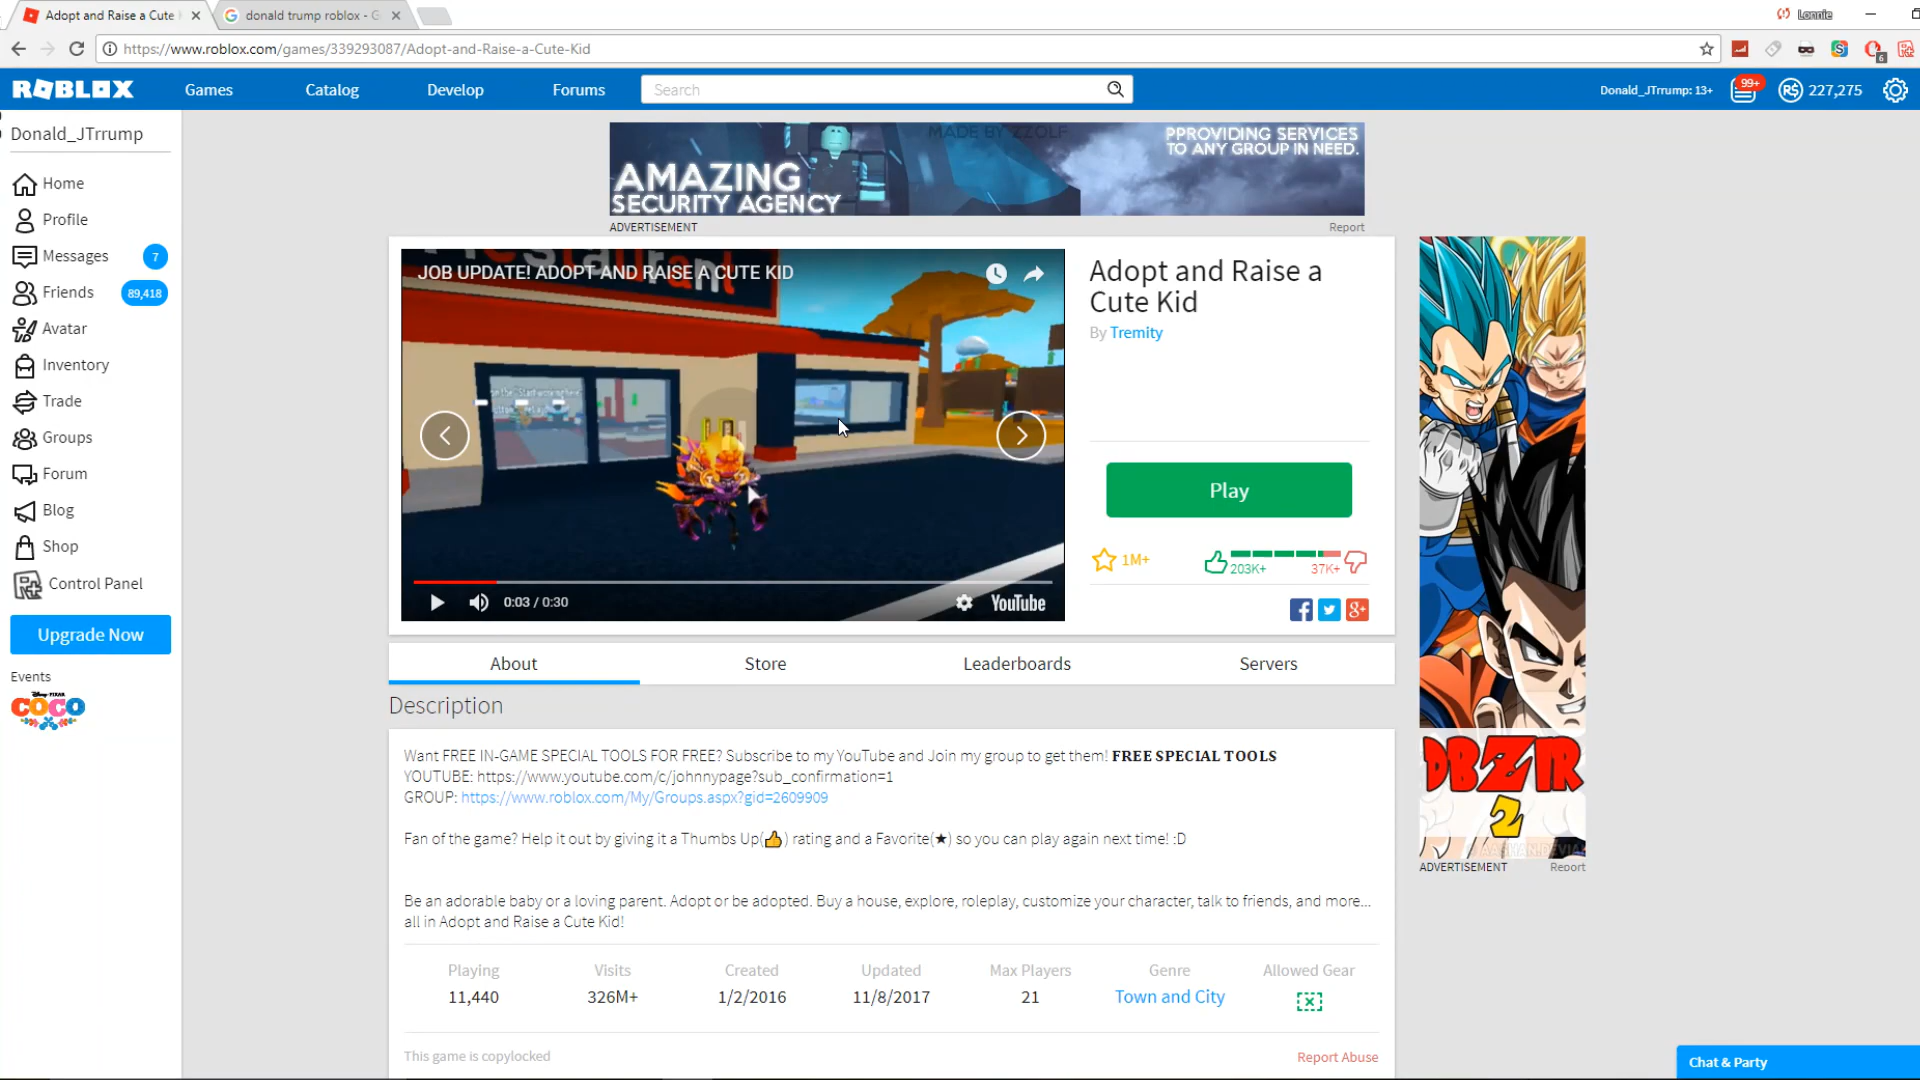 Adopt and Raise a Cute
donald trump roblox - G
Lonnie
https://www.roblox.com/games/339293087/Adopt-and-Raise-a-Cute-Kid
6
ROBLOX
Games
Catalog
Develop
Forums
Search
Donald_JTrrump: 13+
99+
R$
227,275
Donald_JTrrump
Home
Profile
Messages
7
Friends
89,418
Avatar
Inventory
Trade
Groups
Forum
Blog
Shop
Control Panel
Upgrade Now
Events
DISNEY·PIXAR
COCO
MADE BY ZZOLF
PPROVIDING SERVICES
TO ANY GROUP IN NEED.
AMAZING
SECURITY AGENCY
ADVERTISEMENT
Report
JOB UPDATE! ADOPT AND RAISE A CUTE KID
0:03 / 0:30
YouTube
Adopt and Raise a
Cute Kid
By Tremity
Play
1M+
203K+
37K+
About
Store
Leaderboards
Servers
Description
Want FREE IN-GAME SPECIAL TOOLS FOR FREE? Subscribe to my YouTube and Join my group to get them! FREE SPECIAL TOOLS
YOUTUBE: https://www.youtube.com/c/johnnypage?sub_confirmation=1
GROUP: https://www.roblox.com/My/Groups.aspx?gid=2609909
Fan of the game? Help it out by giving it a Thumbs Up(👍) rating and a Favorite(★) so you can play again next time! :D
Be an adorable baby or a loving parent. Adopt or be adopted. Buy a house, explore, roleplay, customize your character, talk to friends, and more...
all in Adopt and Raise a Cute Kid!
Playing
Visits
Created
Updated
Max Players
Genre
Allowed Gear
11,440
326M+
1/2/2016
11/8/2017
21
Town and City
This game is copylocked
Report Abuse
DBZTR
2
ADVERTISEMENT
Report
Chat & Party